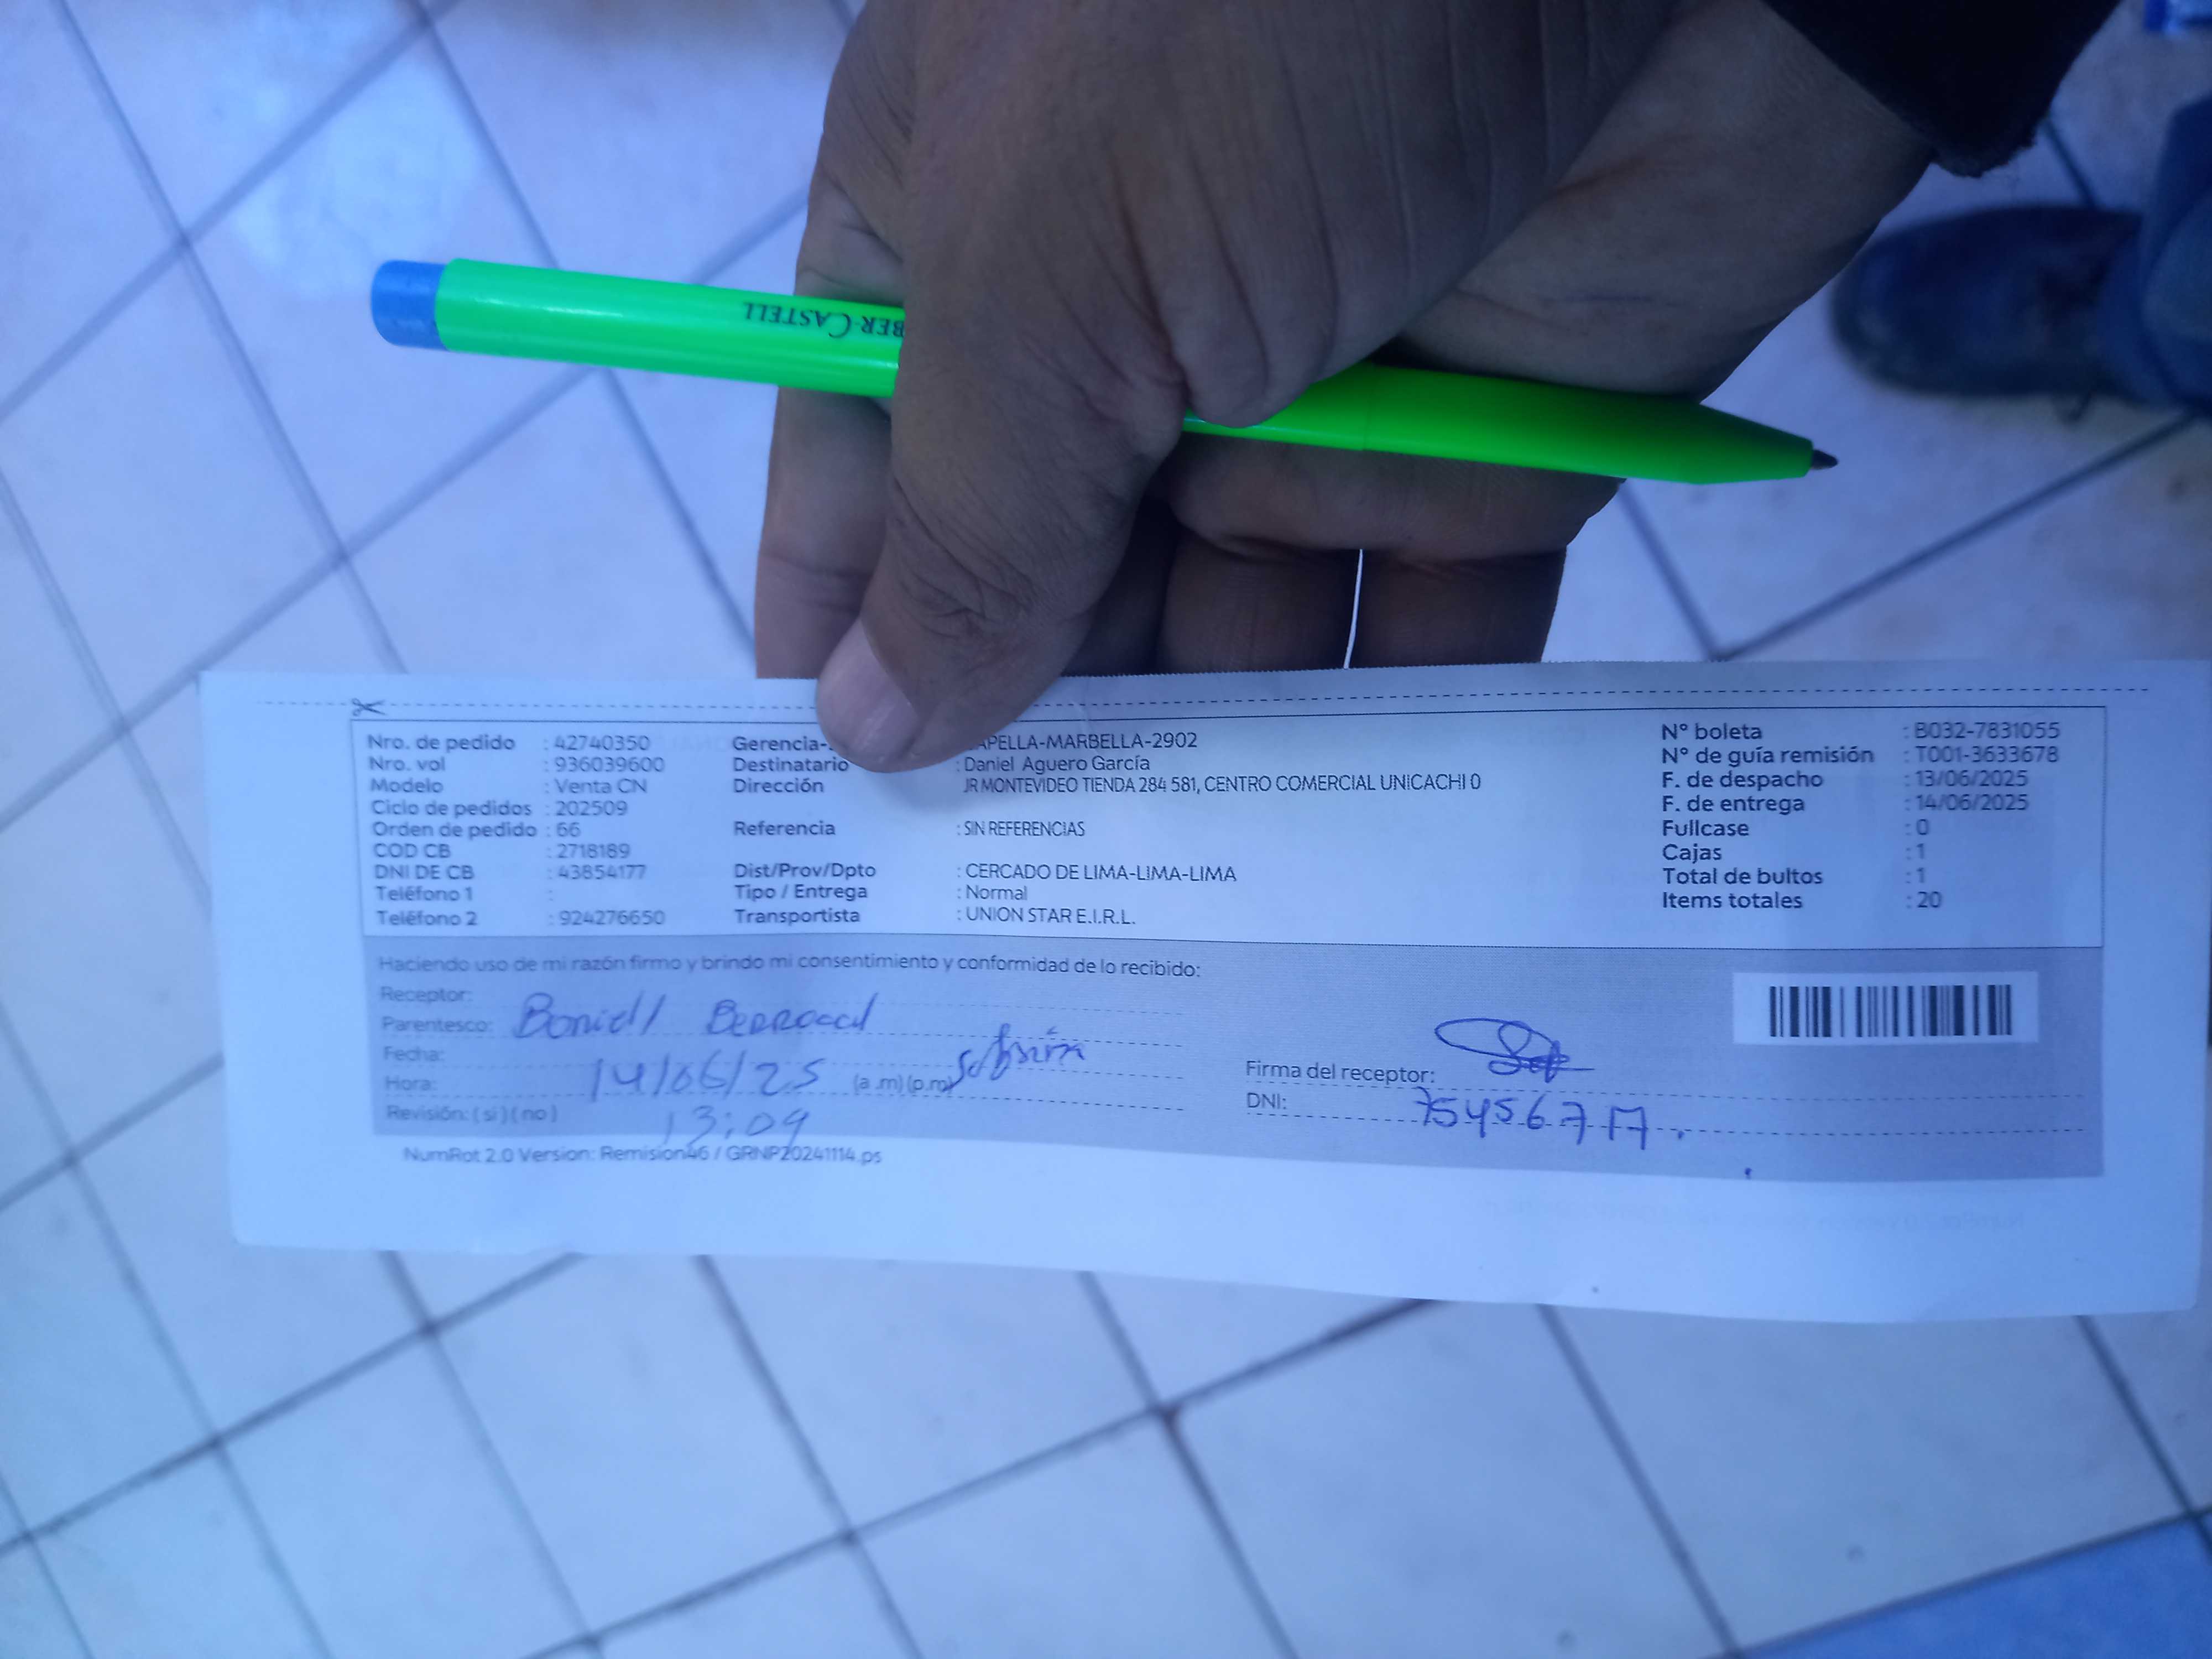 BER-CASTELL
Nro. de pedido : 42740350
Nro. vol : 936039600
Modelo : Venta CN
Ciclo de pedidos : 202509
Orden de pedido : 66
COD CB : 2718189
DNI DE CB : 43854177
Teléfono 1 :
Teléfono 2 : 924276650
Gerencia- APELLA-MARBELLA-2902
Destinatario : Daniel Aguero García
Dirección JR MONTEVIDEO TIENDA 284 581, CENTRO COMERCIAL UNICACHI 0
Referencia : SIN REFERENCIAS
Dist/Prov/Dpto : CERCADO DE LIMA-LIMA-LIMA
Tipo / Entrega : Normal
Transportista : UNION STAR E.I.R.L.
N° boleta : B032-7831055
N° de guía remisión : T001-3633678
F. de despacho : 13/06/2025
F. de entrega : 14/06/2025
Fullcase : 0
Cajas : 1
Total de bultos : 1
Items totales : 20
Haciendo uso de mi razón firmo y brindo mi consentimiento y conformidad de lo recibido:
Receptor:
Parentesco:
Fecha: 14/06/25
Hora: (a.m) (p.m)
Revisión: ( si ) ( no ) 13:09
Firma del receptor:
DNI:
NumRot 2.0 Version: Remision46 / GRNP20241114.ps